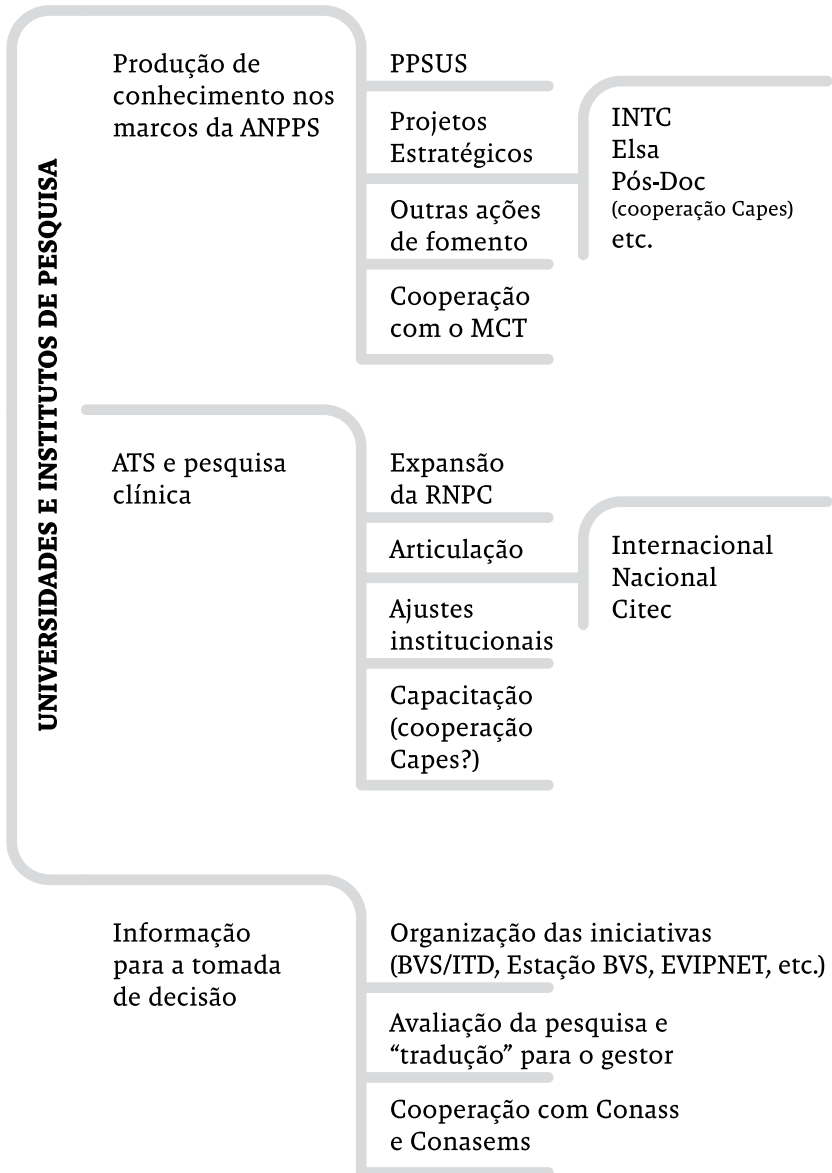 UNIVERSIDADES E INSTITUTOS DE PESQUISA
Produção de
conhecimento nos
marcos da ANPPS
PPSUS
Projetos
Estratégicos
Outras ações
de fomento
Cooperação
com o MCT
INTC
Elsa
Pós-Doc
(cooperação Capes)
etc.
ATS e pesquisa
clínica
Expansão
da RNPC
Articulação
Ajustes
institucionais
Capacitação
(cooperação
Capes?)
Internacional
Nacional
Citec
Informação
para a tomada
de decisão
Organização das iniciativas
(BVS/ITD, Estação BVS, EVIPNET, etc.)
Avaliação da pesquisa e
“tradução” para o gestor
Cooperação com Conass
e Conasems